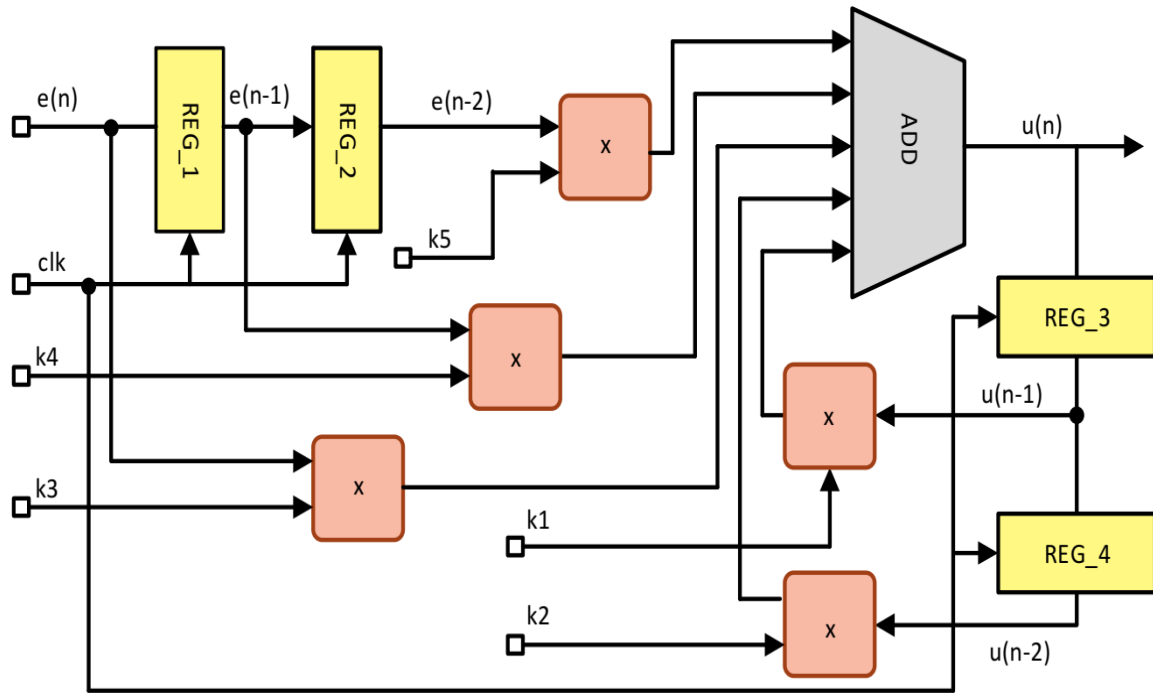 e(n)
REG_1
e(n-1)
REG_2
e(n-2)
x
ADD
u(n)
k5
clk
REG_3
k4
x
u(n-1)
x
k3
x
k1
REG_4
k2
x
u(n-2)